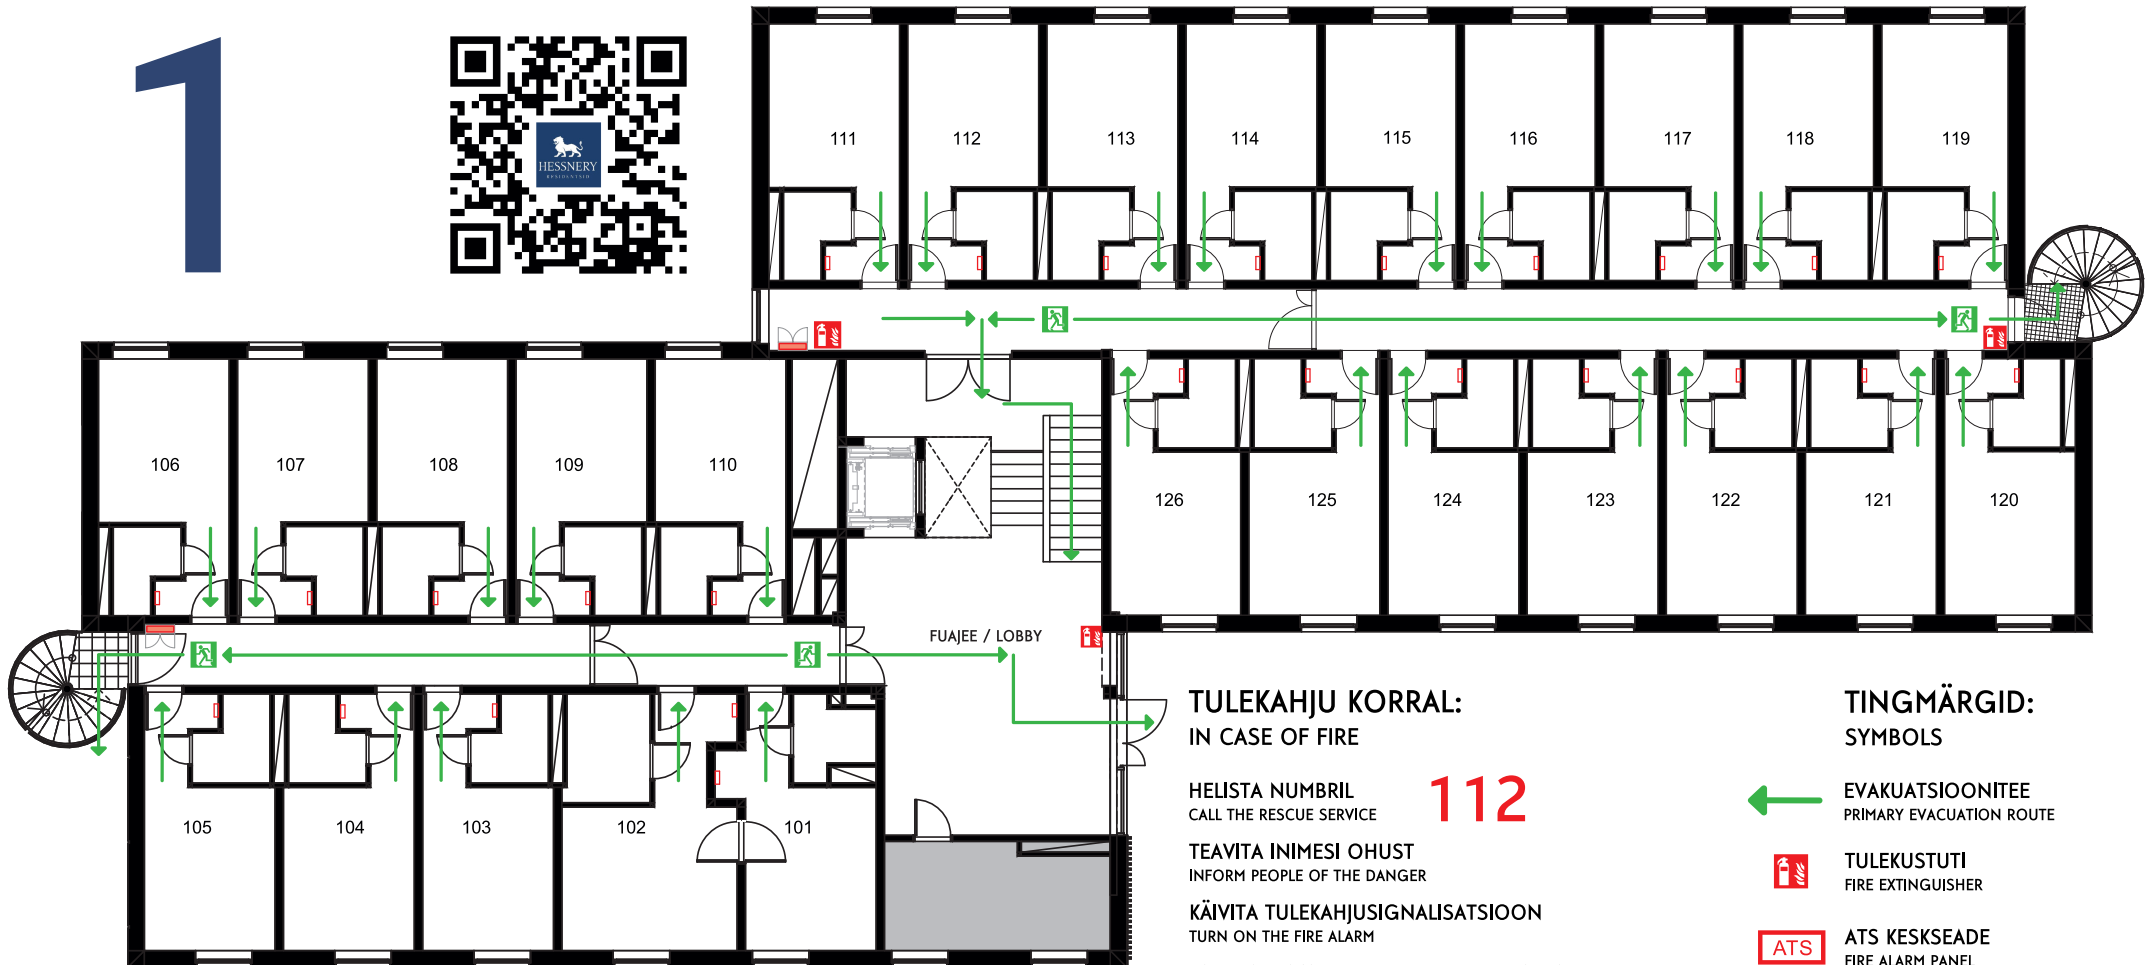 1
HESSNERY
RESIDENTSID
111
112
113
114
115
116
117
118
119
106
107
108
109
110
126
125
124
123
122
121
120
FUAJEE / LOBBY
105
104
103
102
101
TULEKAHJU KORRAL:
IN CASE OF FIRE
HELISTA NUMBRIL
CALL THE RESCUE SERVICE
112
TEAVITA INIMESI OHUST
INFORM PEOPLE OF THE DANGER
KÄIVITA TULEKAHJUSIGNALISATSIOON
TURN ON THE FIRE ALARM
TINGMÄRGID:
SYMBOLS
EVAKUATSIOONITEE
PRIMARY EVACUATION ROUTE
TULEKUSTUTI
FIRE EXTINGUISHER
ATS
ATS KESKSEADE
FIRE ALARM PANEL